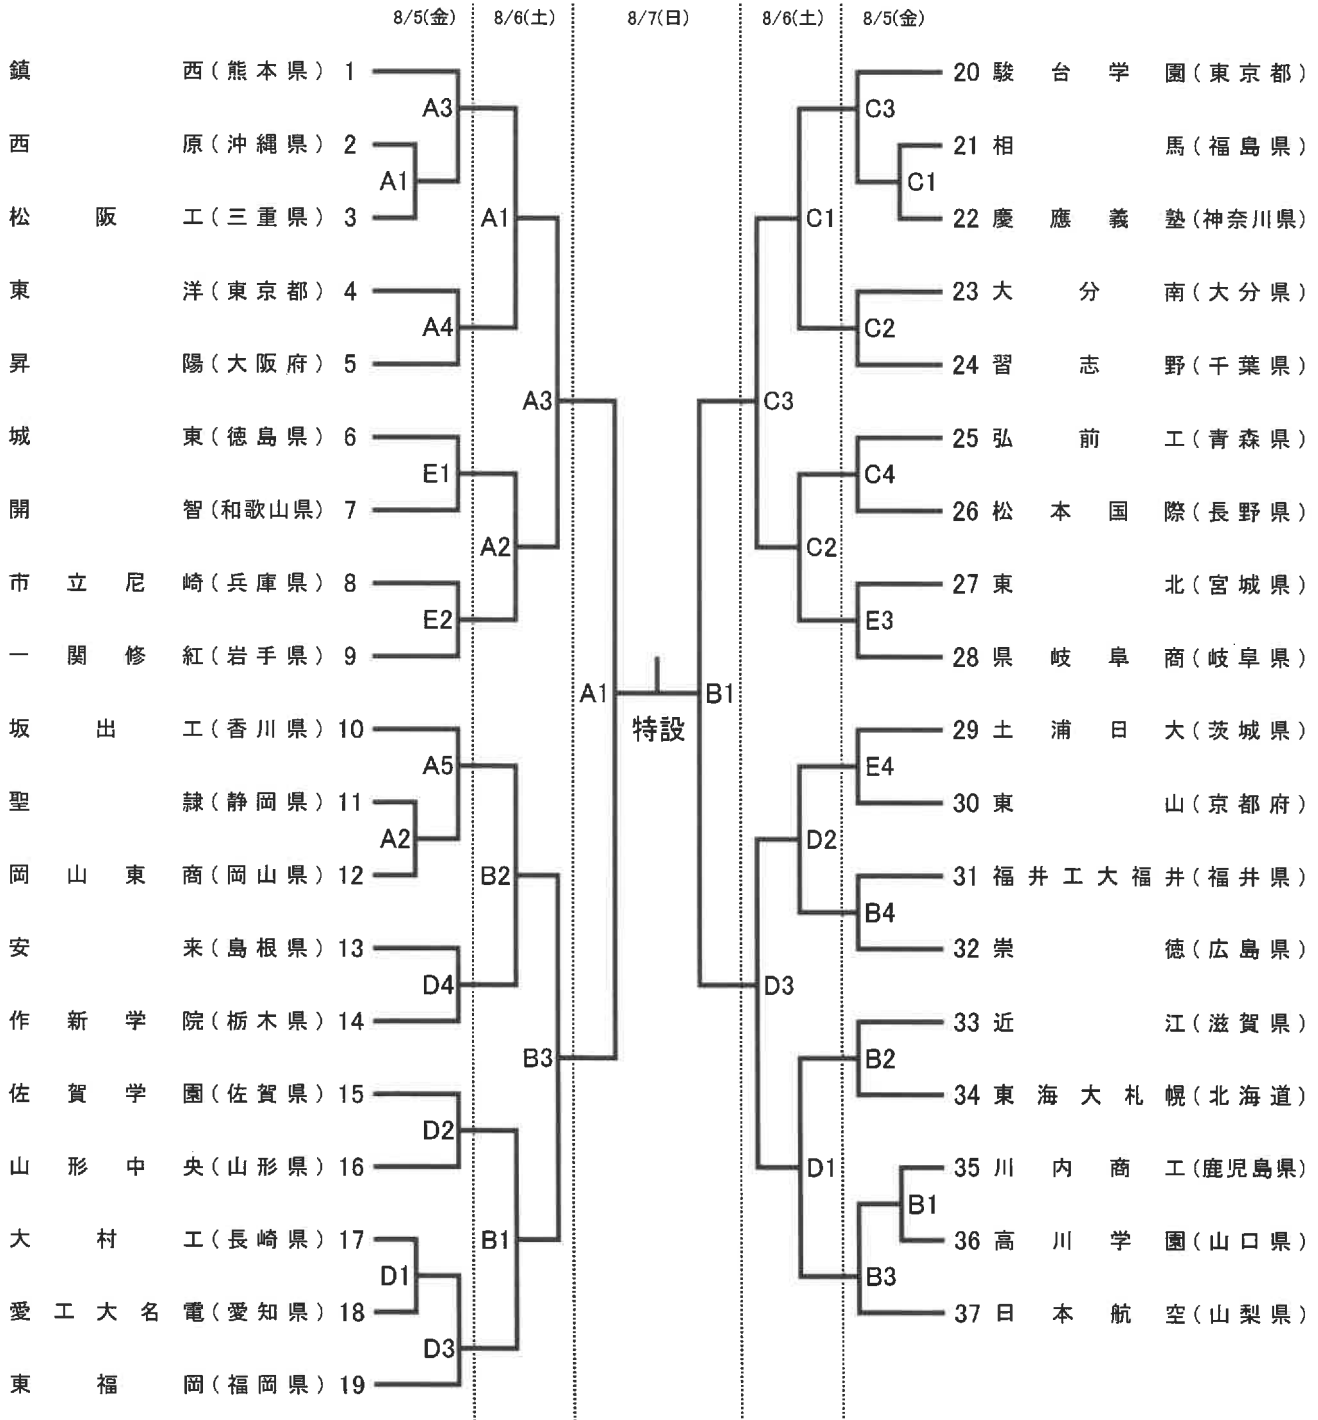 8/5(金) 8/6(土) 8/7(日) 8/6(土) 8/5(金)
鎮西(熊本県) 1
西原(沖縄県) 2
松阪工(三重県) 3
東洋(東京都) 4
昇陽(大阪府) 5
城東(徳島県) 6
開智(和歌山県) 7
市立尼崎(兵庫県) 8
一関修紅(岩手県) 9
坂出工(香川県) 10
聖隷(静岡県) 11
岡山東商(岡山県) 12
安来(島根県) 13
作新学院(栃木県) 14
佐賀学園(佐賀県) 15
山形中央(山形県) 16
大村工(長崎県) 17
愛工大名電(愛知県) 18
東福岡(福岡県) 19
A3
A1
A4
E1
E2
A5
A2
D4
D2
D1
D3
A1
A2
B2
B1
A3
B3
A1
特設
B1
C3
D3
C1
C2
D2
D1
C3
C1
C2
C4
E3
E4
B4
B2
B1
B3
20 駿台学園(東京都)
21 相馬(福島県)
22 慶應義塾(神奈川県)
23 大分南(大分県)
24 習志野(千葉県)
25 弘前工(青森県)
26 松本国際(長野県)
27 東北(宮城県)
28 県岐阜商(岐阜県)
29 土浦日大(茨城県)
30 東山(京都府)
31 福井工大福井(福井県)
32 崇徳(広島県)
33 近江(滋賀県)
34 東海大札幌(北海道)
35 川内商工(鹿児島県)
36 高川学園(山口県)
37 日本航空(山梨県)